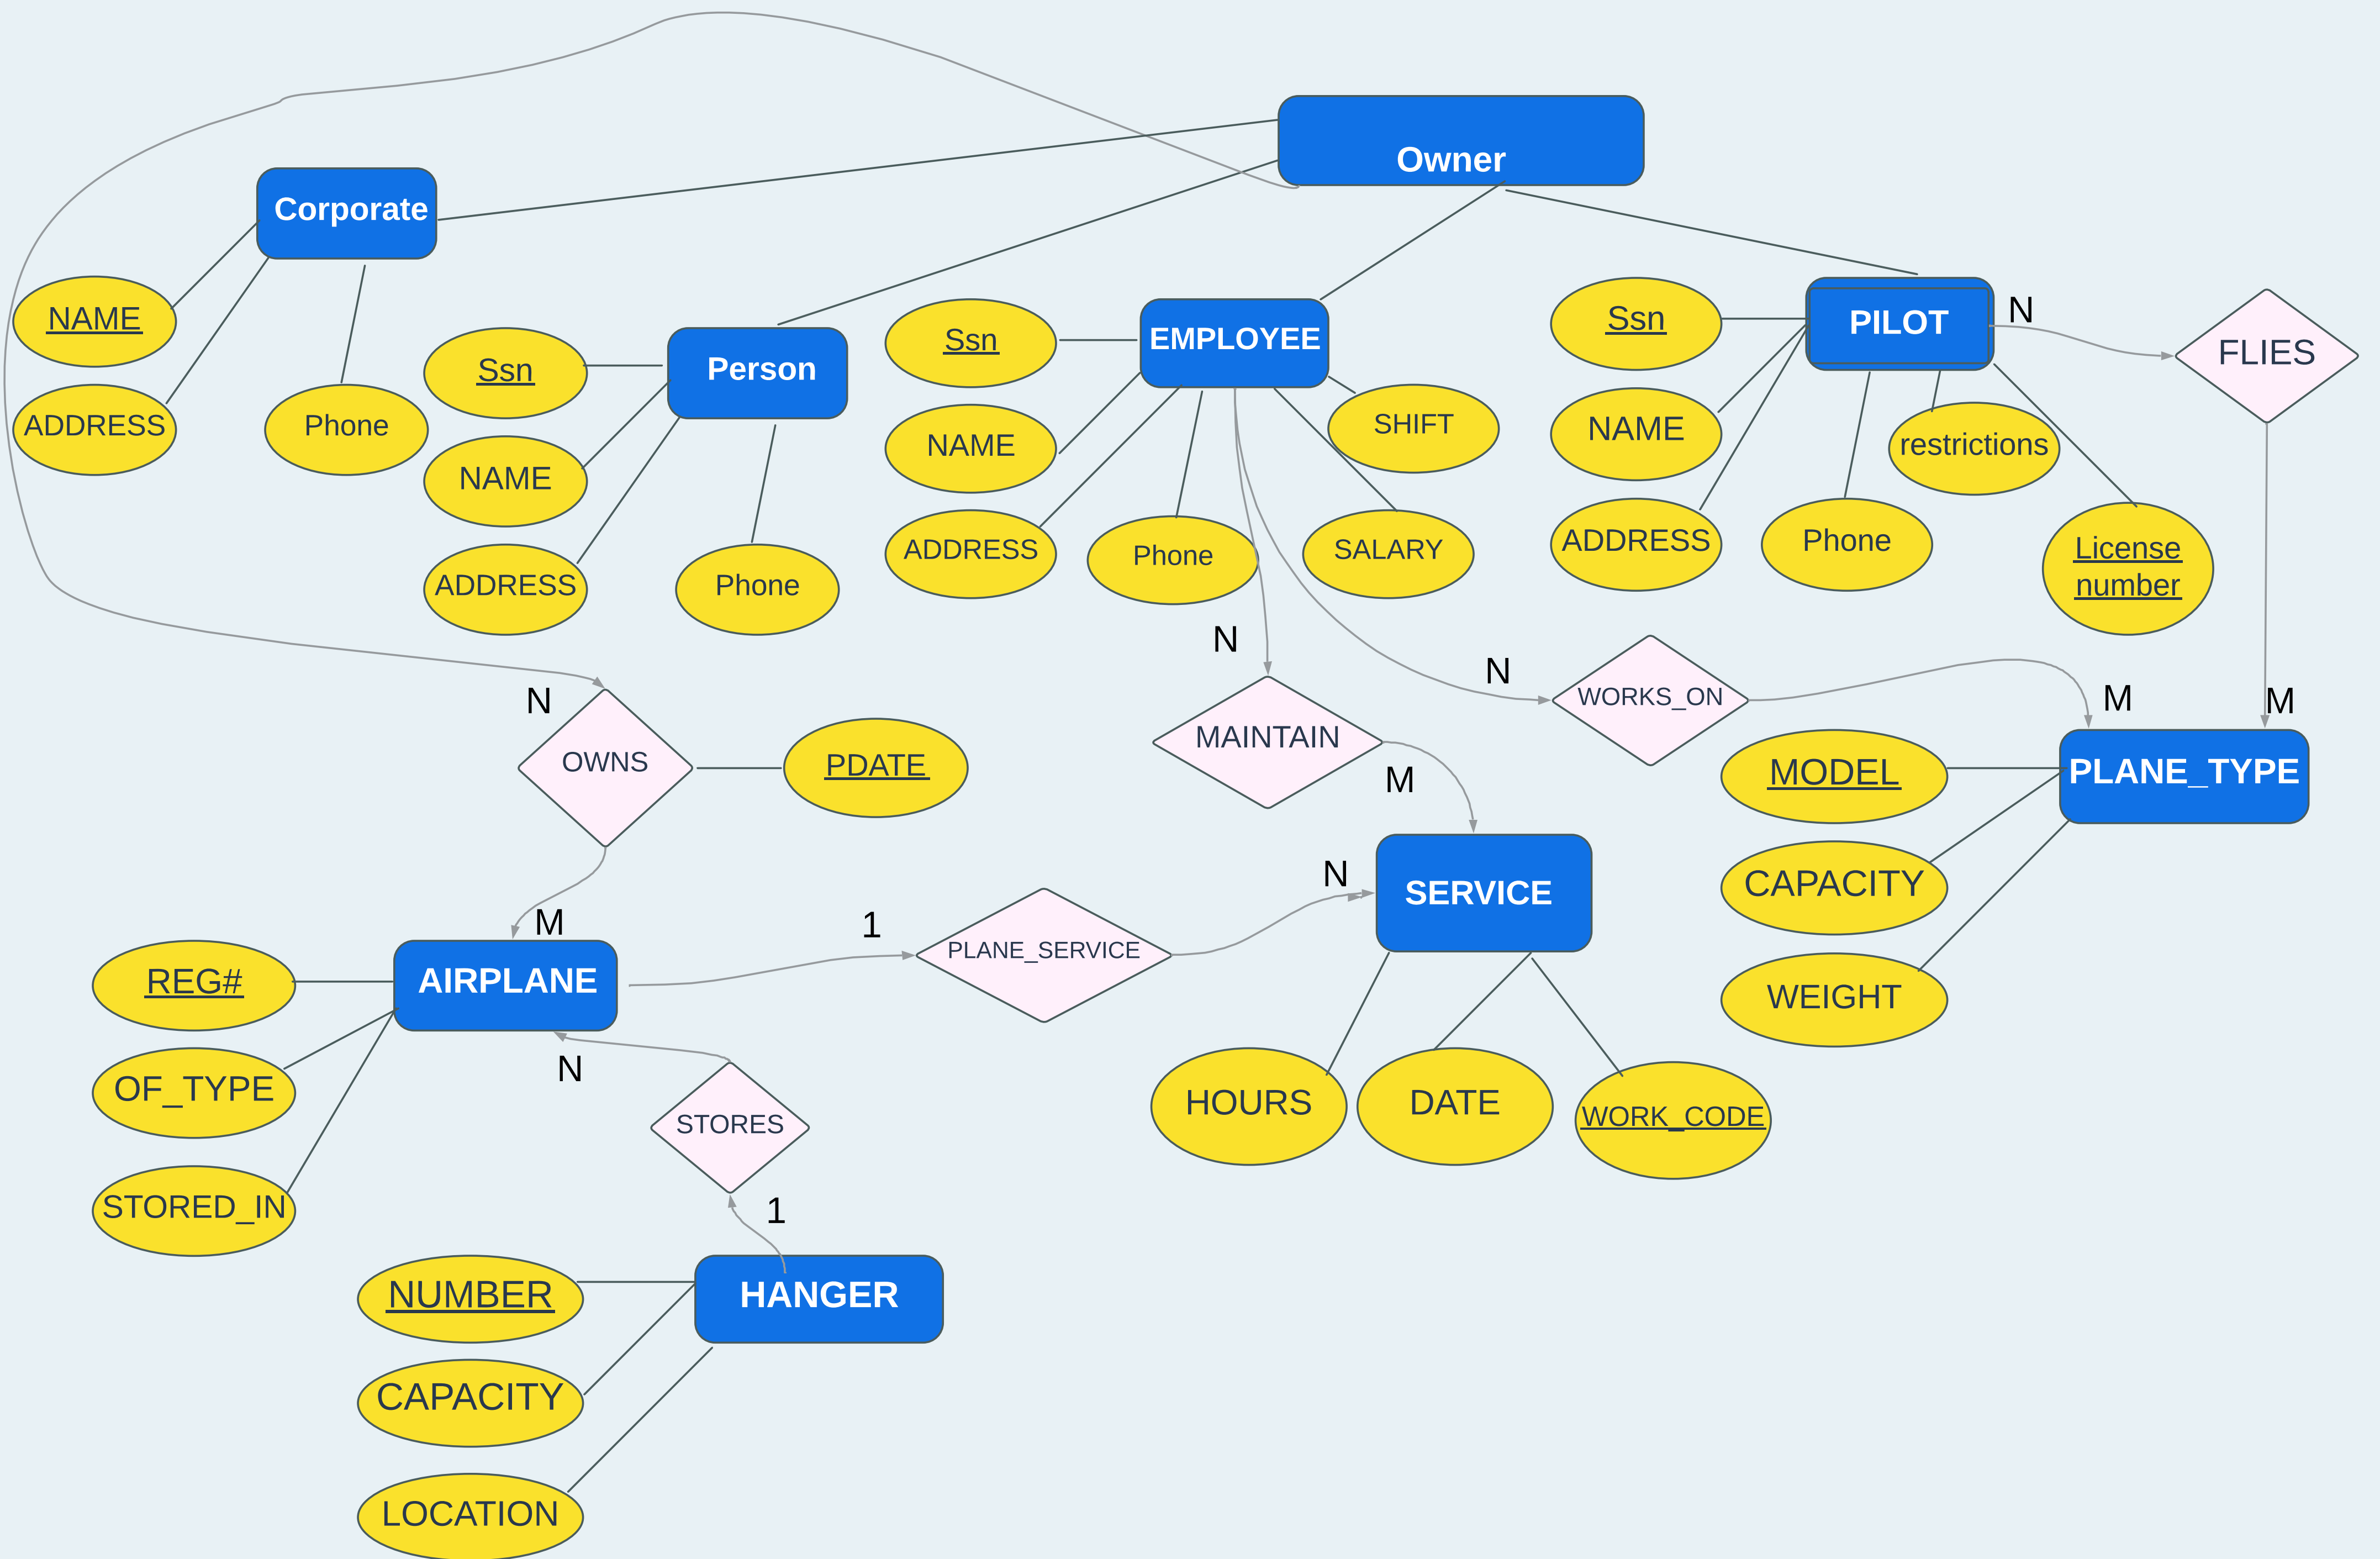 Owner
Corporate
NAME
ADDRESS
Phone
Person
Ssn
NAME
ADDRESS
Phone
EMPLOYEE
Ssn
NAME
ADDRESS
Phone
SALARY
SHIFT
PILOT
Ssn
NAME
ADDRESS
Phone
restrictions
License
number
N
FLIES
M
N
OWNS
PDATE
M
N
MAINTAIN
M
N
WORKS_ON
M
PLANE_TYPE
MODEL
CAPACITY
WEIGHT
SERVICE
HOURS
DATE
WORK_CODE
N
PLANE_SERVICE
1
AIRPLANE
REG#
OF_TYPE
STORED_IN
N
STORES
1
HANGER
NUMBER
CAPACITY
LOCATION